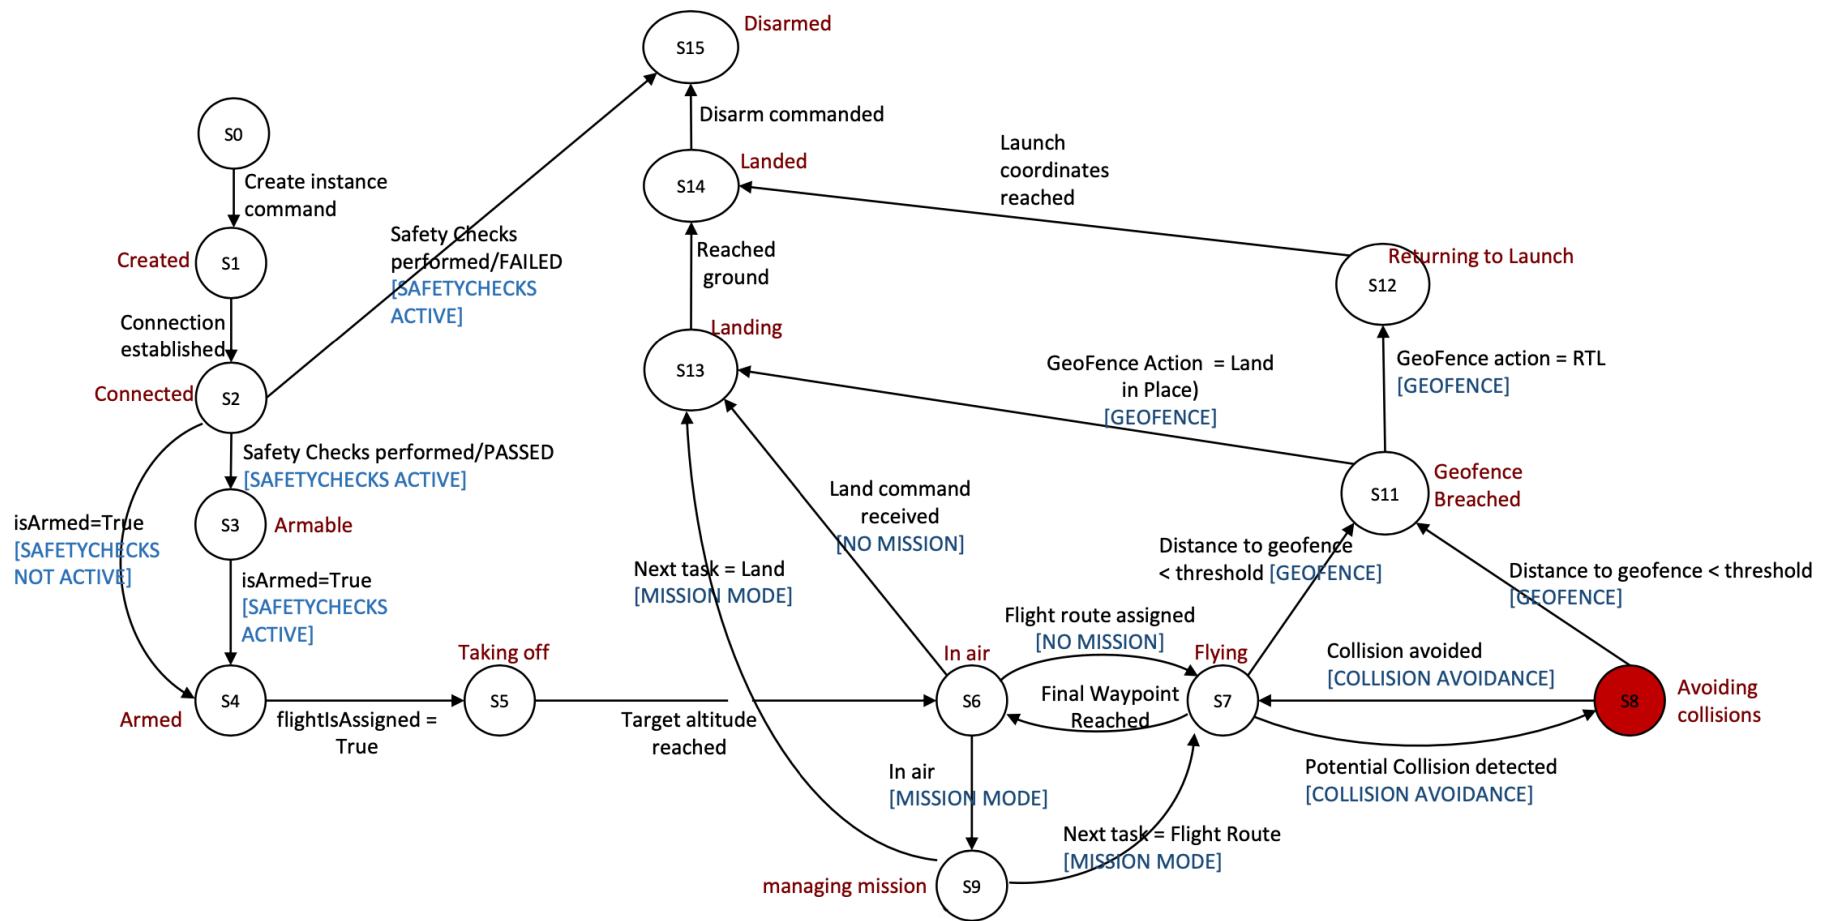 S15
Disarmed
Disarm commanded
S0
Create instance
command
S14
Landed
Launch
coordinates
reached
Created
S1
Safety Checks
performed/FAILED
[SAFETYCHECKS
ACTIVE]
Reached
ground
Returning to Launch
S12
Connection
established
Landing
S13
GeoFence Action  = Land
in Place)
[GEOFENCE]
GeoFence action = RTL
[GEOFENCE]
Connected
S2
Safety Checks performed/PASSED
[SAFETYCHECKS ACTIVE]
Land command
received
[NO MISSION]
S11
Geofence
Breached
isArmed=True
[SAFETYCHECKS
NOT ACTIVE]
S3
Armable
isArmed=True
[SAFETYCHECKS
ACTIVE]
Next task = Land
[MISSION MODE]
Distance to geofence
< threshold [GEOFENCE]
Distance to geofence < threshold
[GEOFENCE]
Flight route assigned
[NO MISSION]
Armed
S4
flightIsAssigned =
True
Taking off
S5
Target altitude
reached
In air
S6
Final Waypoint
Reached
Flying
S7
Collision avoided
[COLLISION AVOIDANCE]
S8
Avoiding
collisions
Potential Collision detected
[COLLISION AVOIDANCE]
In air
[MISSION MODE]
Next task = Flight Route
[MISSION MODE]
managing mission
S9